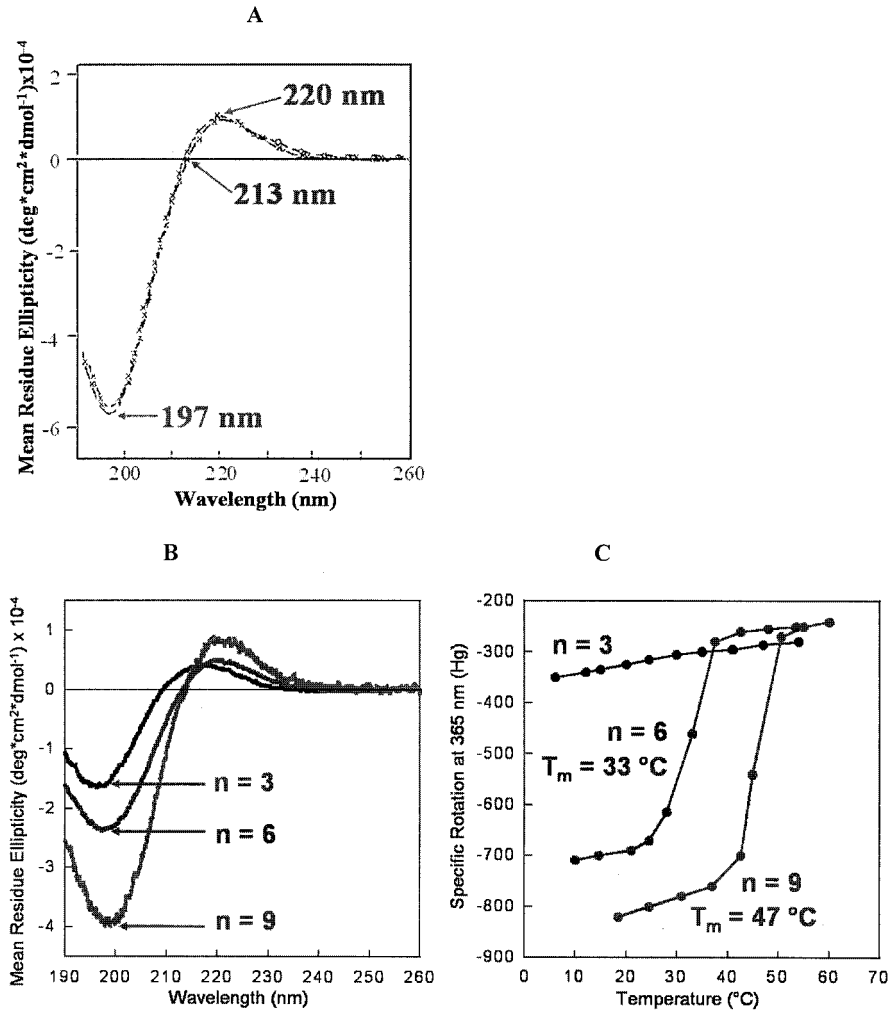 A
Mean Residue Ellipticity (deg*cm²*dmol⁻¹)x10⁻⁴
2
0
-2
-4
-6
220 nm
213 nm
197 nm
200
220
240
260
Wavelength (nm)
B
Mean Residue Ellipticity (deg*cm²*dmol⁻¹) x 10⁻⁴
1
0
-1
-2
-3
-4
n = 3
n = 6
n = 9
190 200 210 220 230 240 250 260
Wavelength (nm)
C
Specific Rotation at 365 nm (Hg)
-200
-300
-400
-500
-600
-700
-800
-900
n = 3
n = 6
Tₘ = 33 °C
n = 9
Tₘ = 47 °C
0 10 20 30 40 50 60 70
Temperature (°C)